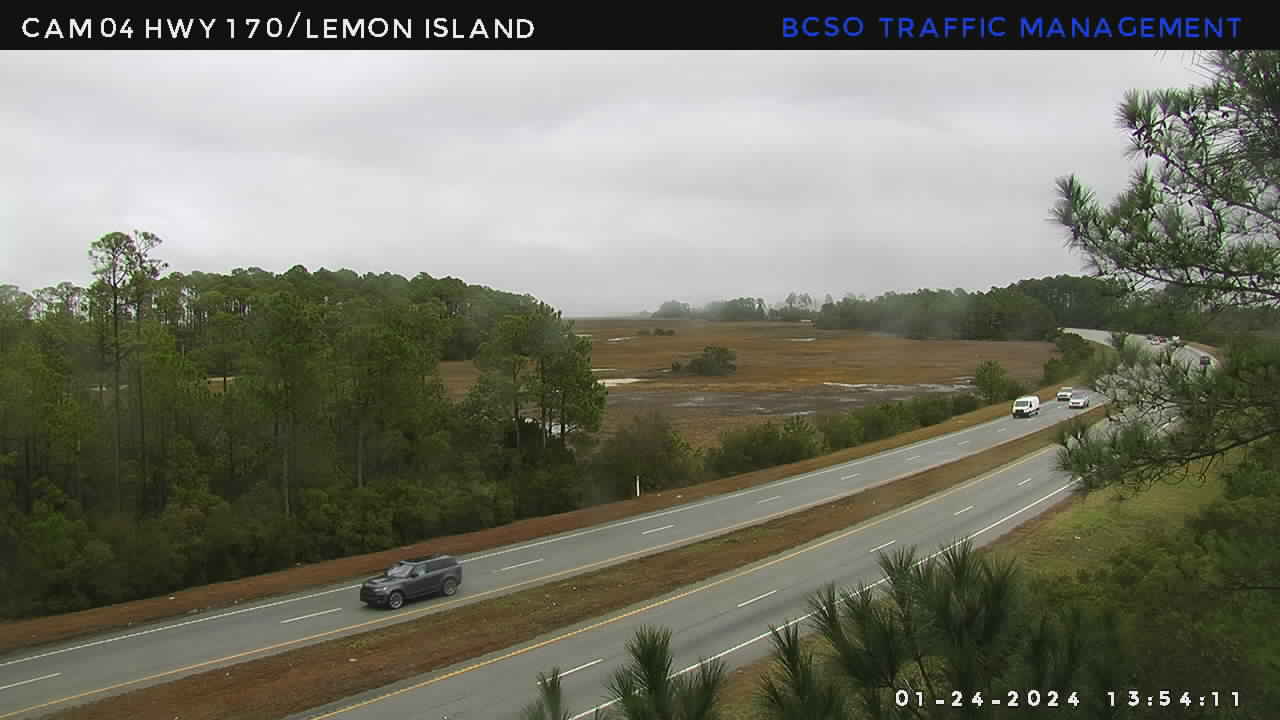 CAM04 HWY 170/LEMON ISLAND
BCSO TRAFFIC MANAGEMENT
01-24-2024 13:54:11